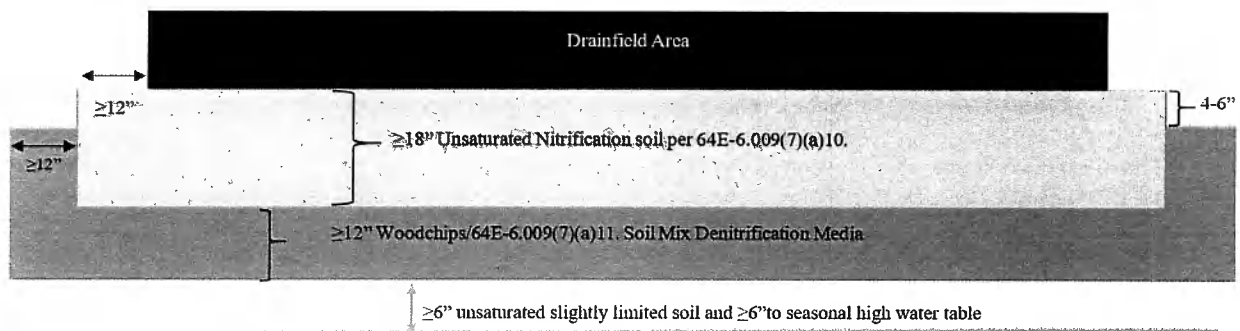 Drainfield Area
≥12"
4-6"
≥18" Unsaturated Nitrification soil per 64E-6.009(7)(a)10.
≥12"
≥12" Woodchips/64E-6.009(7)(a)11. Soil Mix Denitrification Media
≥6" unsaturated slightly limited soil and ≥6"to seasonal high water table